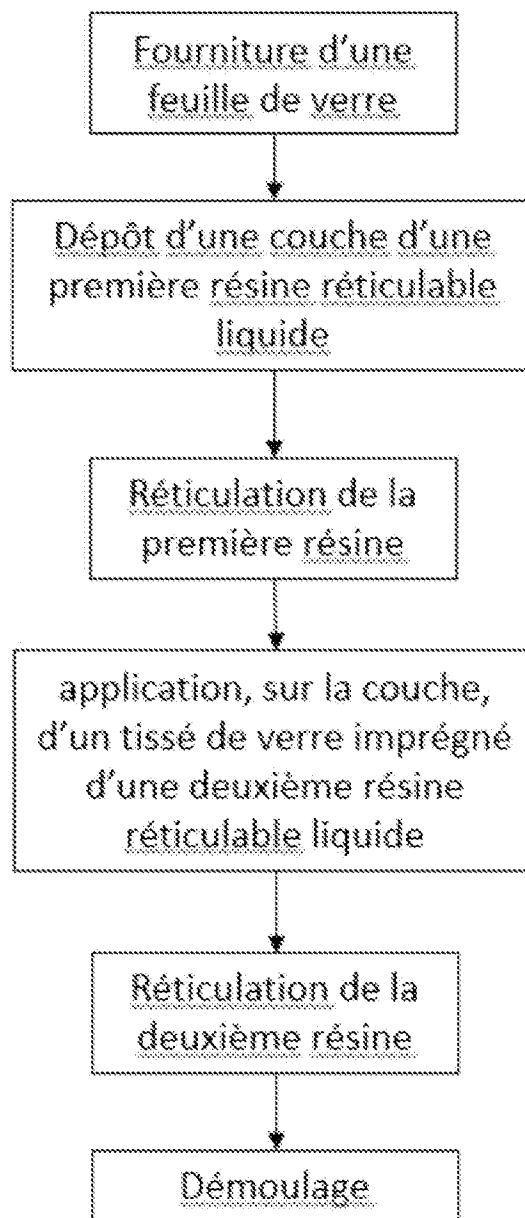 Fourniture d'une
feuille de verre
Dépôt d'une couche d'une
première résine réticulable
liquide
Réticulation de la
première résine
application, sur la couche,
d'un tissé de verre imprégné
d'une deuxième résine
réticulable liquide
Réticulation de la
deuxième résine
Démoulage